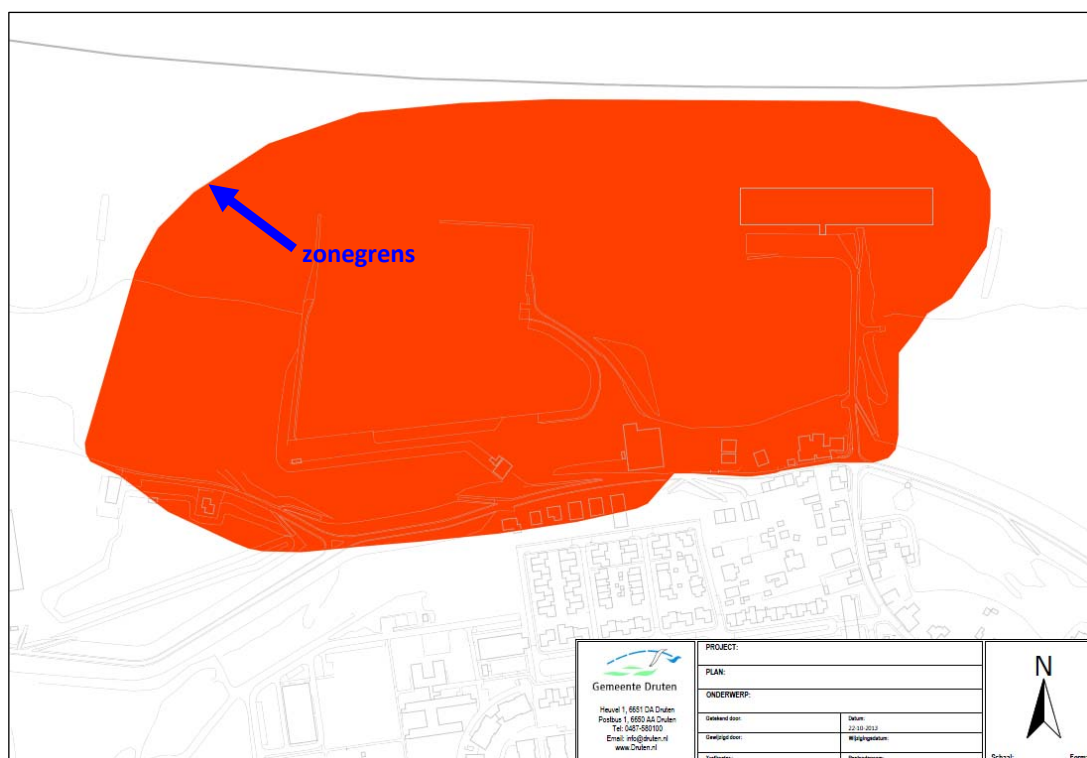 zonegrens
Gemeente Druten
Heuvel 1, 6651 DA Druten
Postbus 1, 6650 AA Druten
Tel: 0487-580100
Email: info@druten.nl
www.Druten.nl
PROJECT:
PLAN:
ONDERWERP:
Getekend door:
Datum:
22-10-2013
Gewijzigd door:
Wijzigingsdatum:
N
Schaal: